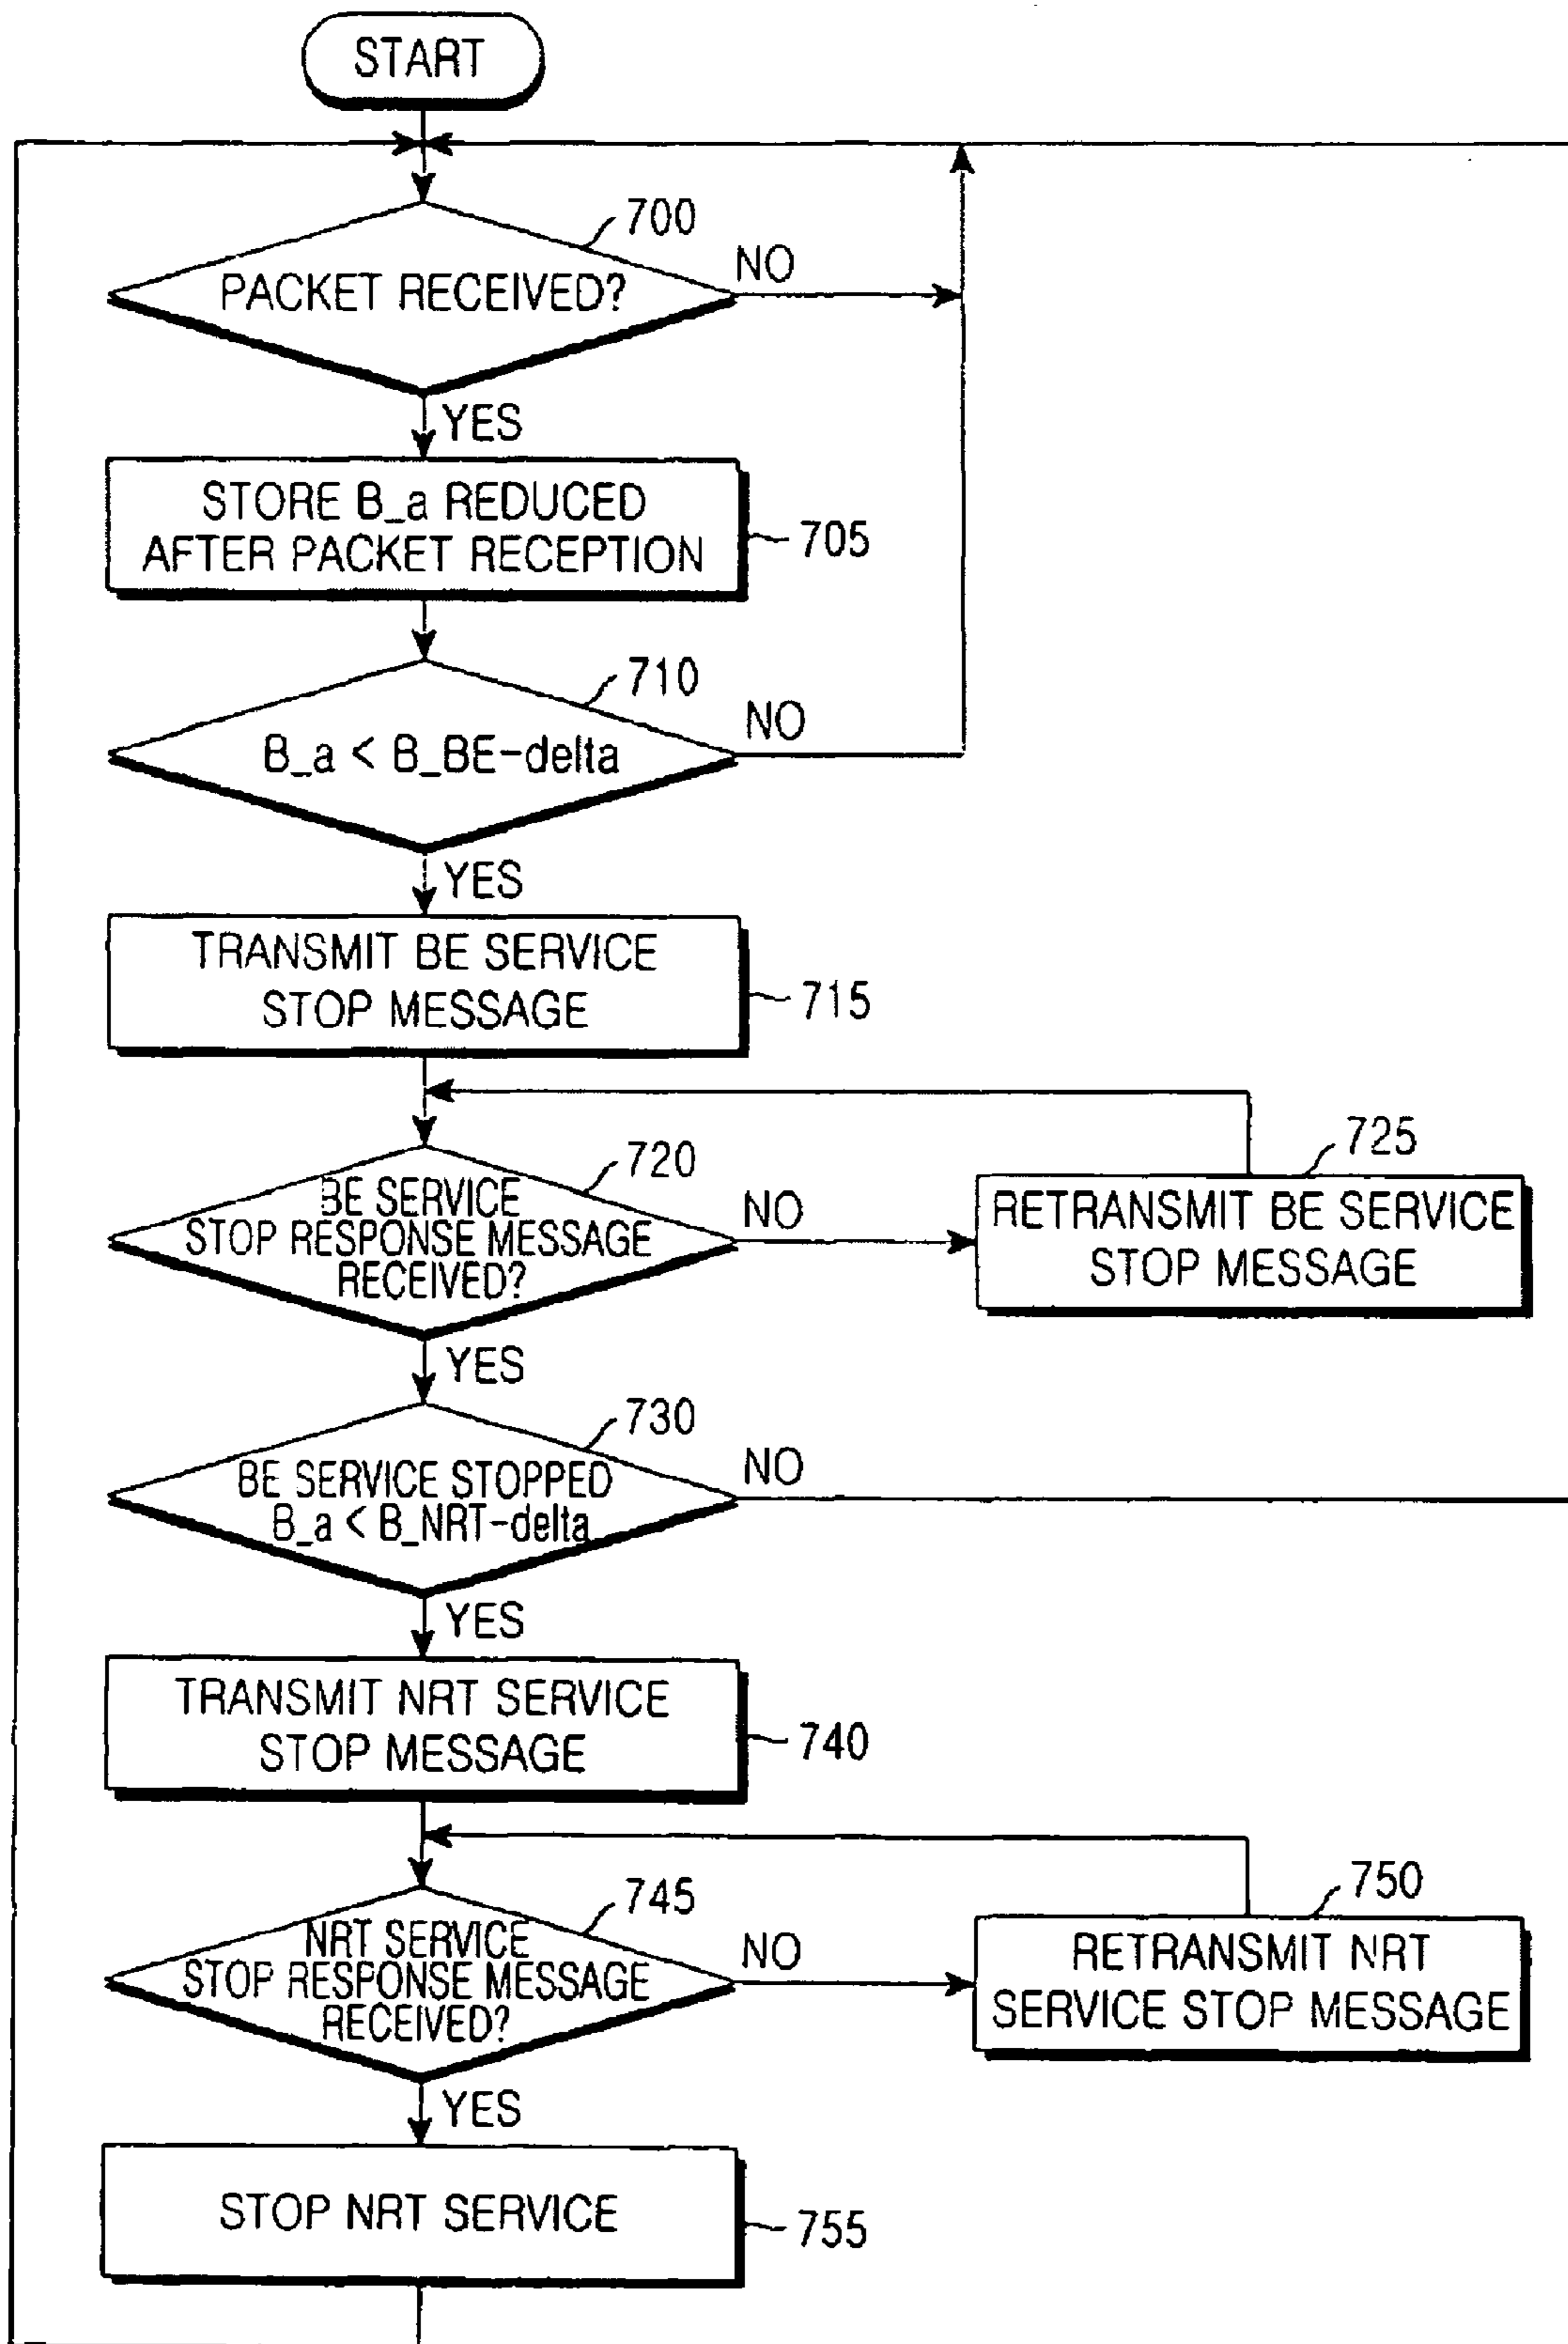 START
700
PACKET RECEIVED?
NO
YES
STORE B_a REDUCED
AFTER PACKET RECEPTION
705
710
B_a < B_BE-delta
NO
YES
TRANSMIT BE SERVICE
STOP MESSAGE
715
720
BE SERVICE
STOP RESPONSE MESSAGE
RECEIVED?
NO
725
RETRANSMIT BE SERVICE
STOP MESSAGE
YES
730
BE SERVICE STOPPED
B_a < B_NRT-delta
NO
YES
TRANSMIT NRT SERVICE
STOP MESSAGE
740
745
NRT SERVICE
STOP RESPONSE MESSAGE
RECEIVED?
NO
750
RETRANSMIT NRT
SERVICE STOP MESSAGE
YES
STOP NRT SERVICE
755